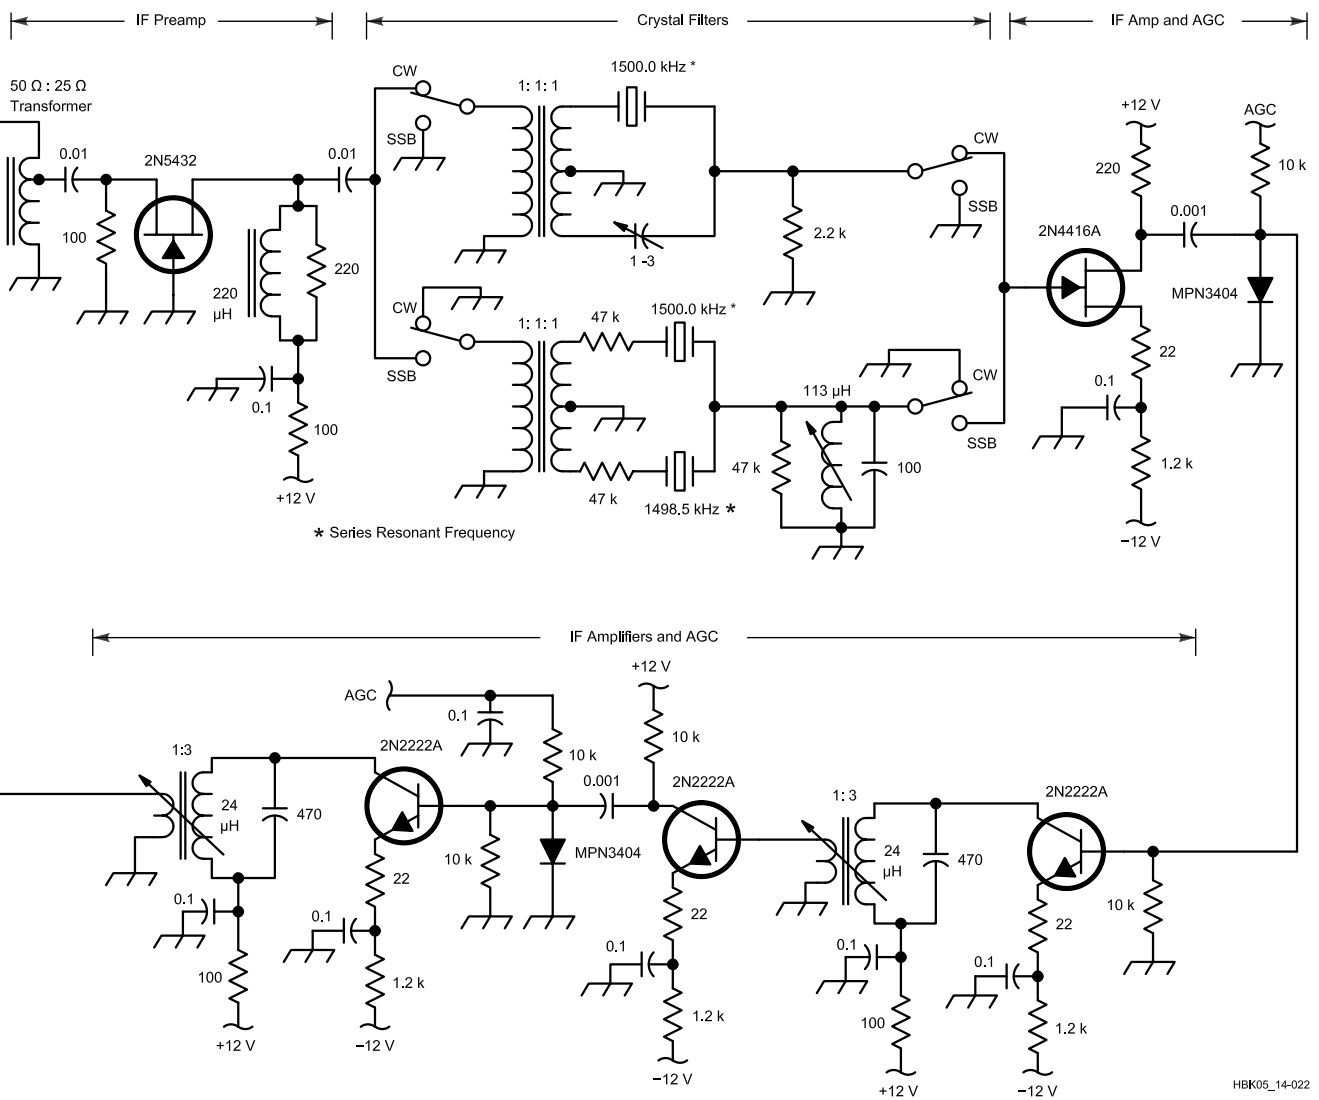 IF Preamp
Crystal Filters
IF Amp and AGC
50 Ω : 25 Ω
Transformer
0.01
2N5432
0.01
100
220
220
µH
0.1
100
+12 V
CW
SSB
1: 1: 1
1500.0 kHz *
1 -3
2.2 k
CW
SSB
CW
SSB
1: 1: 1
47 k
1500.0 kHz *
47 k
1498.5 kHz *
113 µH
47 k
100
CW
SSB
* Series Resonant Frequency
+12 V
220
AGC
10 k
0.001
2N4416A
MPN3404
22
0.1
1.2 k
−12 V
IF Amplifiers and AGC
AGC
0.1
10 k
+12 V
10 k
1:3
24
µH
470
2N2222A
0.001
2N2222A
10 k
MPN3404
22
0.1
0.1
100
+12 V
1.2 k
−12 V
22
0.1
1.2 k
−12 V
1: 3
24
µH
470
2N2222A
10 k
22
0.1
0.1
100
+12 V
1.2 k
−12 V
HBK05_14-022